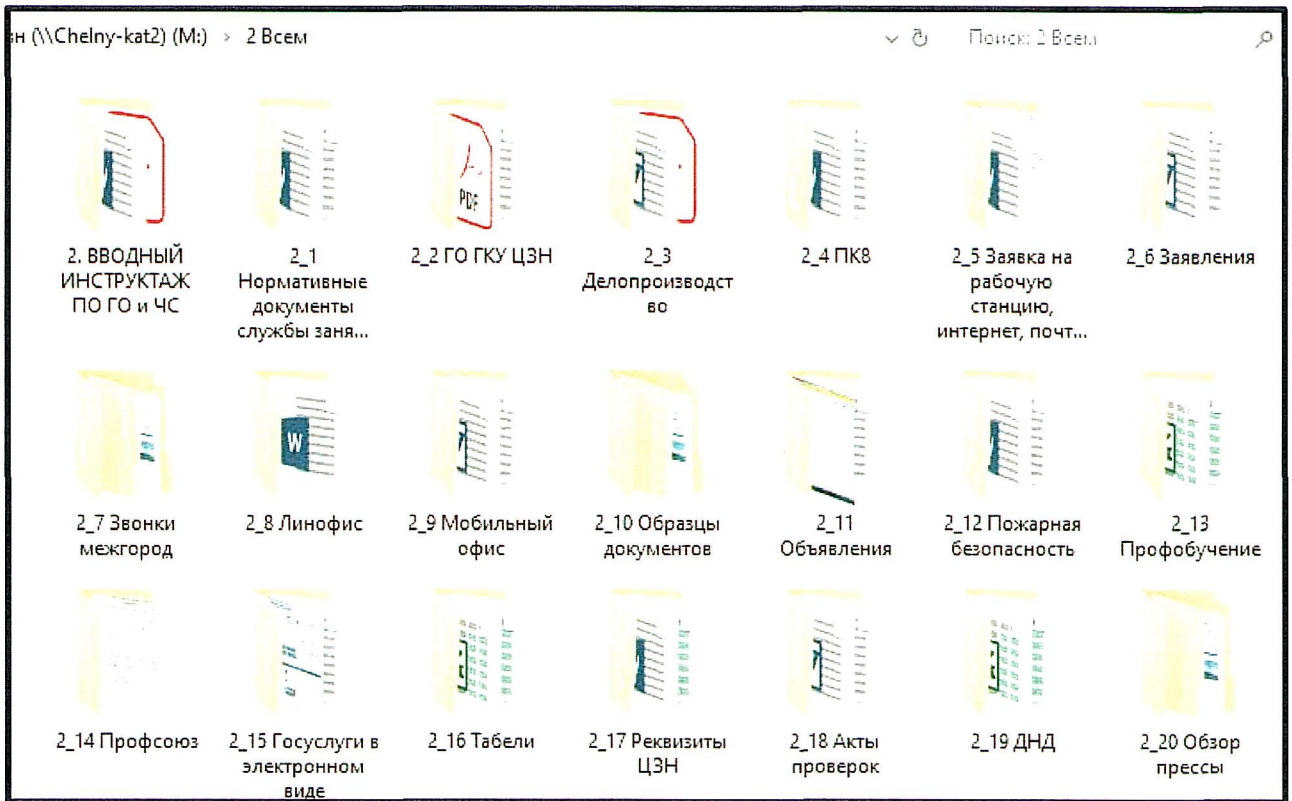 н (\\Chelny-kat2) (M:) > 2 Всем
Поиск: 2 Всем
2. ВВОДНЫЙ
ИНСТРУКТАЖ
ПО ГО и ЧС
2_1
Нормативные
документы
службы заня...
PDF
2_2 ГО ГКУ ЦЗН
2_3
Делопроизводст
во
2_4 ПК8
2_5 Заявка на
рабочую
станцию,
интернет, почт...
2_6 Заявления
2_7 Звонки
межгород
W
2_8 Линофис
2_9 Мобильный
офис
2_10 Образцы
документов
2_11
Объявления
2_12 Пожарная
безопасность
2_13
Профобучение
2_14 Профсоюз
2_15 Госуслуги в
электронном
виде
2_16 Табели
2_17 Реквизиты
ЦЗН
2_18 Акты
проверок
2_19 ДНД
2_20 Обзор
прессы